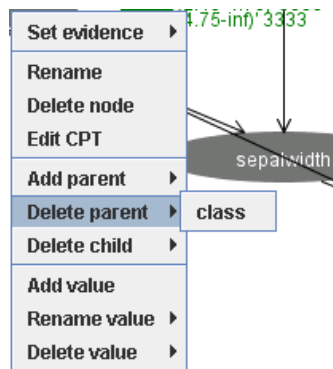 4.75-inf)' 3333
Set evidence
Rename
Delete node
Edit CPT
sepalwidth
Add parent
Delete parent
class
Delete child
Add value
Rename value
Delete value